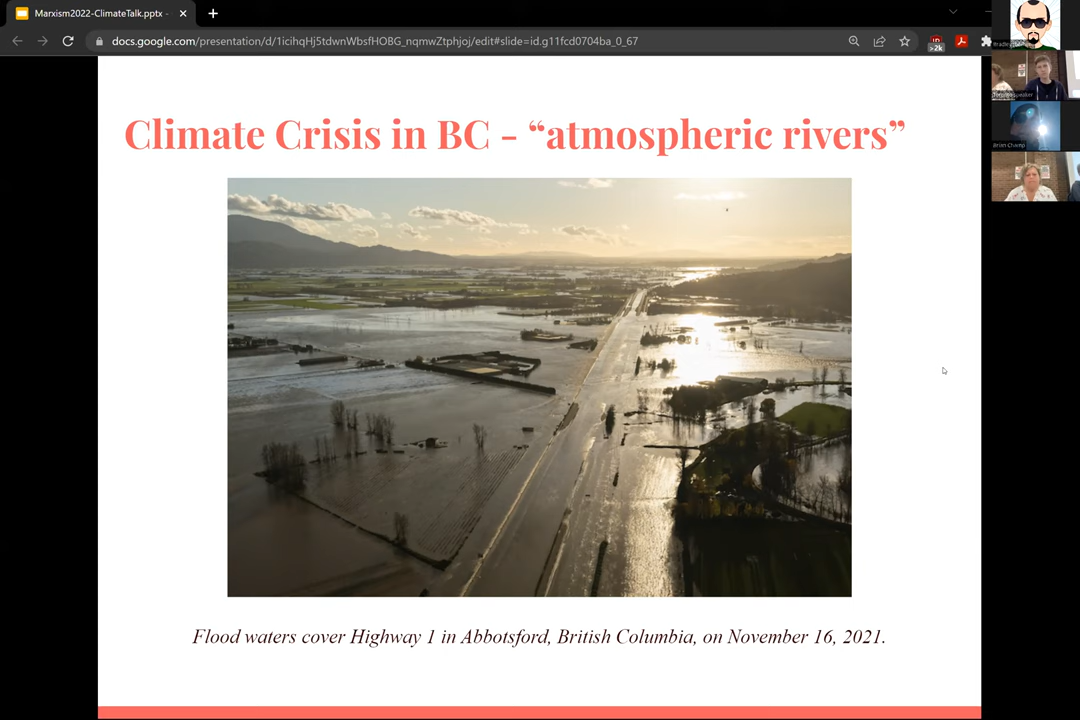 Marxism2022-ClimateTalk.pptx -
docs.google.com/presentation/d/1icihqHj5tdwnWbsfHOBG_nqmwZtphjoj/edit#slide=id.g11fcd0704ba_0_67
>2k
Climate Crisis in BC - “atmospheric rivers”
Flood waters cover Highway 1 in Abbotsford, British Columbia, on November 16, 2021.